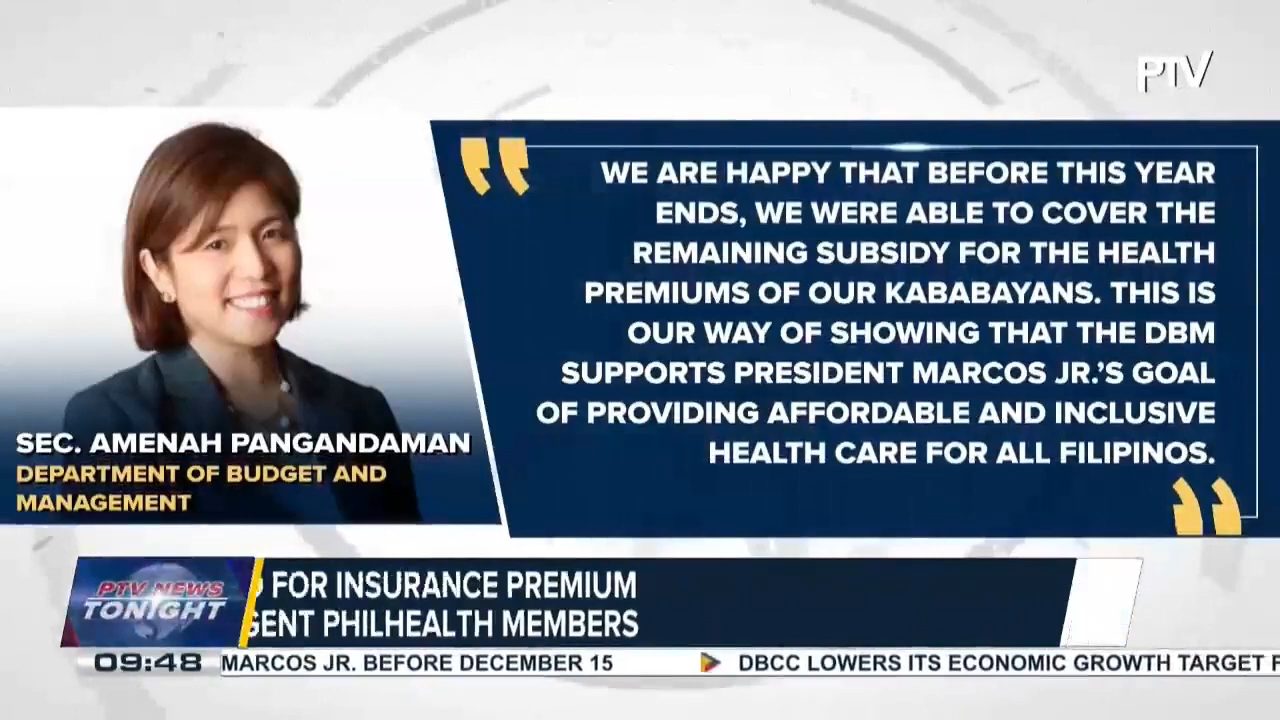 PTV
WE ARE HAPPY THAT BEFORE THIS YEAR
ENDS, WE WERE ABLE TO COVER THE
REMAINING SUBSIDY FOR THE HEALTH
PREMIUMS OF OUR KABABAYANS. THIS IS
OUR WAY OF SHOWING THAT THE DBM
SUPPORTS PRESIDENT MARCOS JR.'S GOAL
OF PROVIDING AFFORDABLE AND INCLUSIVE
HEALTH CARE FOR ALL FILIPINOS.
SEC. AMENAH PANGANDAMAN
DEPARTMENT OF BUDGET AND
MANAGEMENT
PTV NEWS
TONIGHT
FOR INSURANCE PREMIUM
PHILHEALTH MEMBERS
09:48
MARCOS JR. BEFORE DECEMBER 15 DBCC LOWERS ITS ECONOMIC GROWTH TARGET